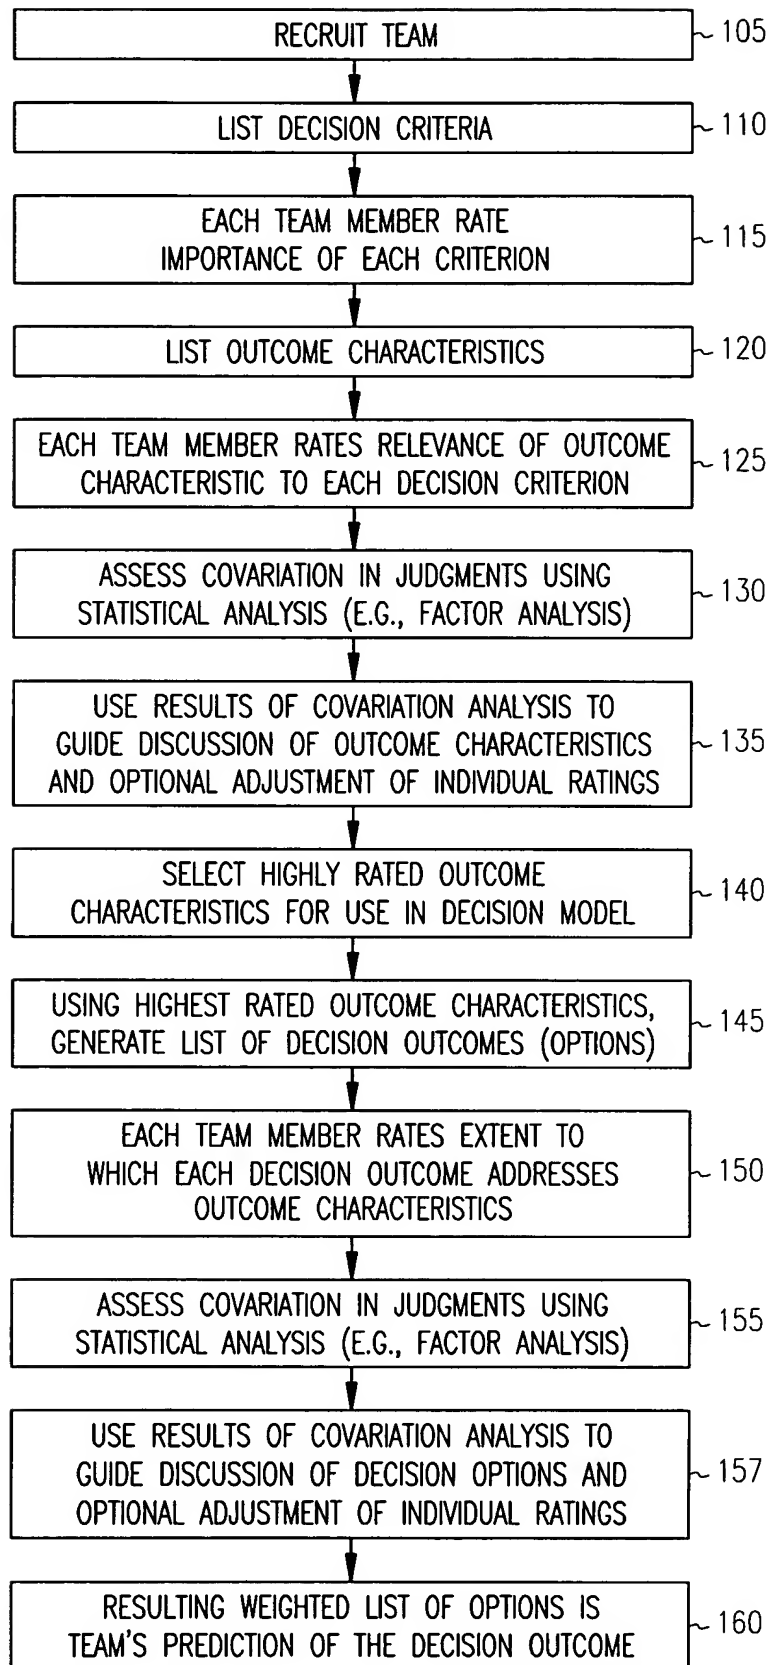 RECRUIT TEAM
105
LIST DECISION CRITERIA
110
EACH TEAM MEMBER RATE
IMPORTANCE OF EACH CRITERION
115
LIST OUTCOME CHARACTERISTICS
120
EACH TEAM MEMBER RATES RELEVANCE OF OUTCOME
CHARACTERISTIC TO EACH DECISION CRITERION
125
ASSESS COVARIATION IN JUDGMENTS USING
STATISTICAL ANALYSIS (E.G., FACTOR ANALYSIS)
130
USE RESULTS OF COVARIATION ANALYSIS TO
GUIDE DISCUSSION OF OUTCOME CHARACTERISTICS
AND OPTIONAL ADJUSTMENT OF INDIVIDUAL RATINGS
135
SELECT HIGHLY RATED OUTCOME
CHARACTERISTICS FOR USE IN DECISION MODEL
140
USING HIGHEST RATED OUTCOME CHARACTERISTICS,
GENERATE LIST OF DECISION OUTCOMES (OPTIONS)
145
EACH TEAM MEMBER RATES EXTENT TO
WHICH EACH DECISION OUTCOME ADDRESSES
OUTCOME CHARACTERISTICS
150
ASSESS COVARIATION IN JUDGMENTS USING
STATISTICAL ANALYSIS (E.G., FACTOR ANALYSIS)
155
USE RESULTS OF COVARIATION ANALYSIS TO
GUIDE DISCUSSION OF DECISION OPTIONS AND
OPTIONAL ADJUSTMENT OF INDIVIDUAL RATINGS
157
RESULTING WEIGHTED LIST OF OPTIONS IS
TEAM'S PREDICTION OF THE DECISION OUTCOME
160